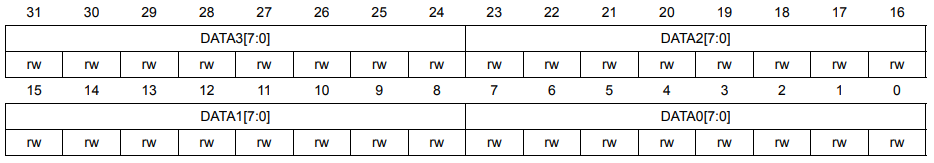 31 30 29 28 27 26 25 24 23 22 21 20 19 18 17 16
DATA3[7:0] DATA2[7:0]
rw rw rw rw rw rw rw rw rw rw rw rw rw rw rw rw
15 14 13 12 11 10 9 8 7 6 5 4 3 2 1 0
DATA1[7:0] DATA0[7:0]
rw rw rw rw rw rw rw rw rw rw rw rw rw rw rw rw